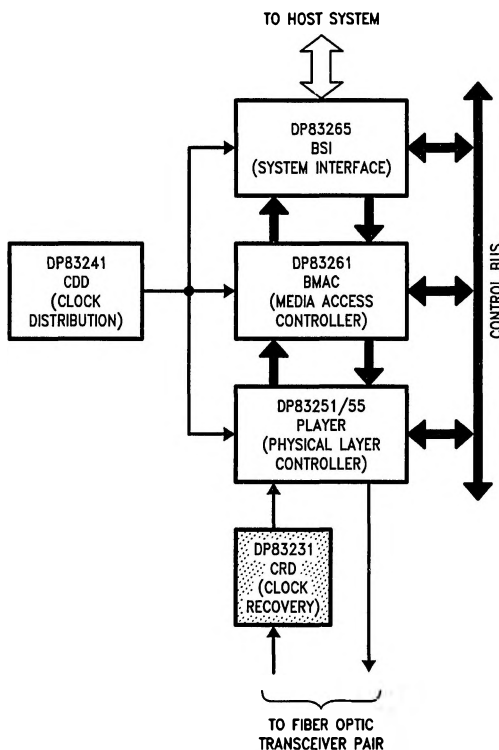 TO HOST SYSTEM
DP83265
BSI
(SYSTEM INTERFACE)
DP83241
CDD
(CLOCK
DISTRIBUTION)
DP83261
BMAC
(MEDIA ACCESS
CONTROLLER)
CONTROL BUS
DP83251/55
PLAYER
(PHYSICAL LAYER
CONTROLLER)
DP83231
CRD
(CLOCK
RECOVERY)
TO FIBER OPTIC
TRANSCEIVER PAIR